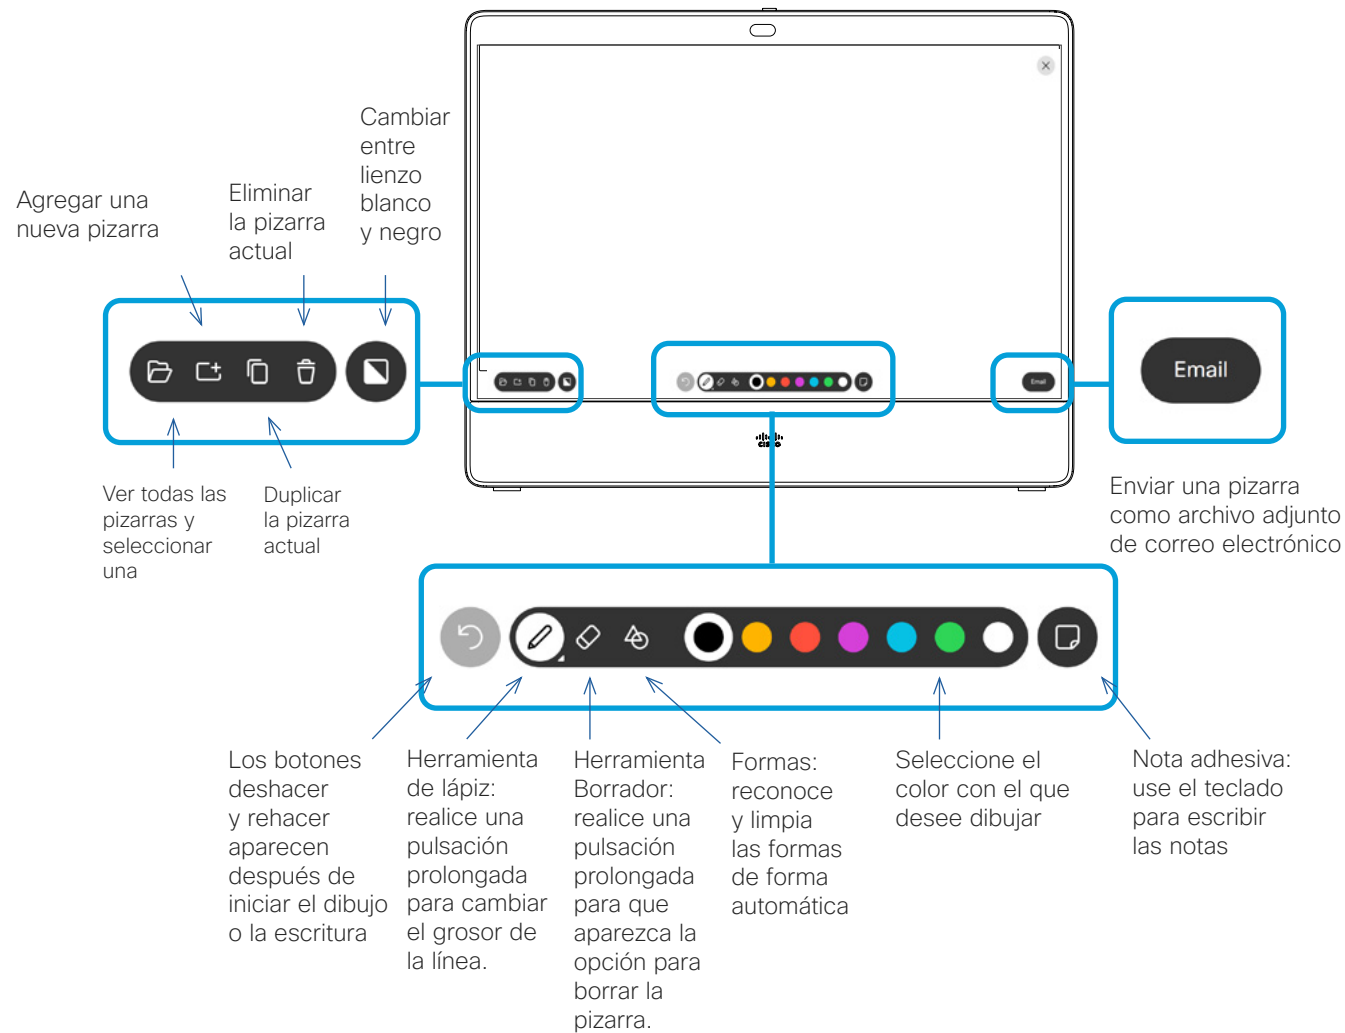 Cambiar
entre
lienzo
blanco
y negro
Agregar una
nueva pizarra
Eliminar
la pizarra
actual
Email
Email
CISCO
Ver todas las
pizarras y
seleccionar
una
Duplicar
la pizarra
actual
Enviar una pizarra
como archivo adjunto
de correo electrónico
Los botones
deshacer
y rehacer
aparecen
después de
iniciar el dibujo
o la escritura
Herramienta
de lápiz:
realice una
pulsación
prolongada
para cambiar
el grosor de
la línea.
Herramienta
Borrador:
realice una
pulsación
prolongada
para que
aparezca la
opción para
borrar la
pizarra.
Formas:
reconoce
y limpia
las formas
de forma
automática
Seleccione el
color con el que
desee dibujar
Nota adhesiva:
use el teclado
para escribir
las notas